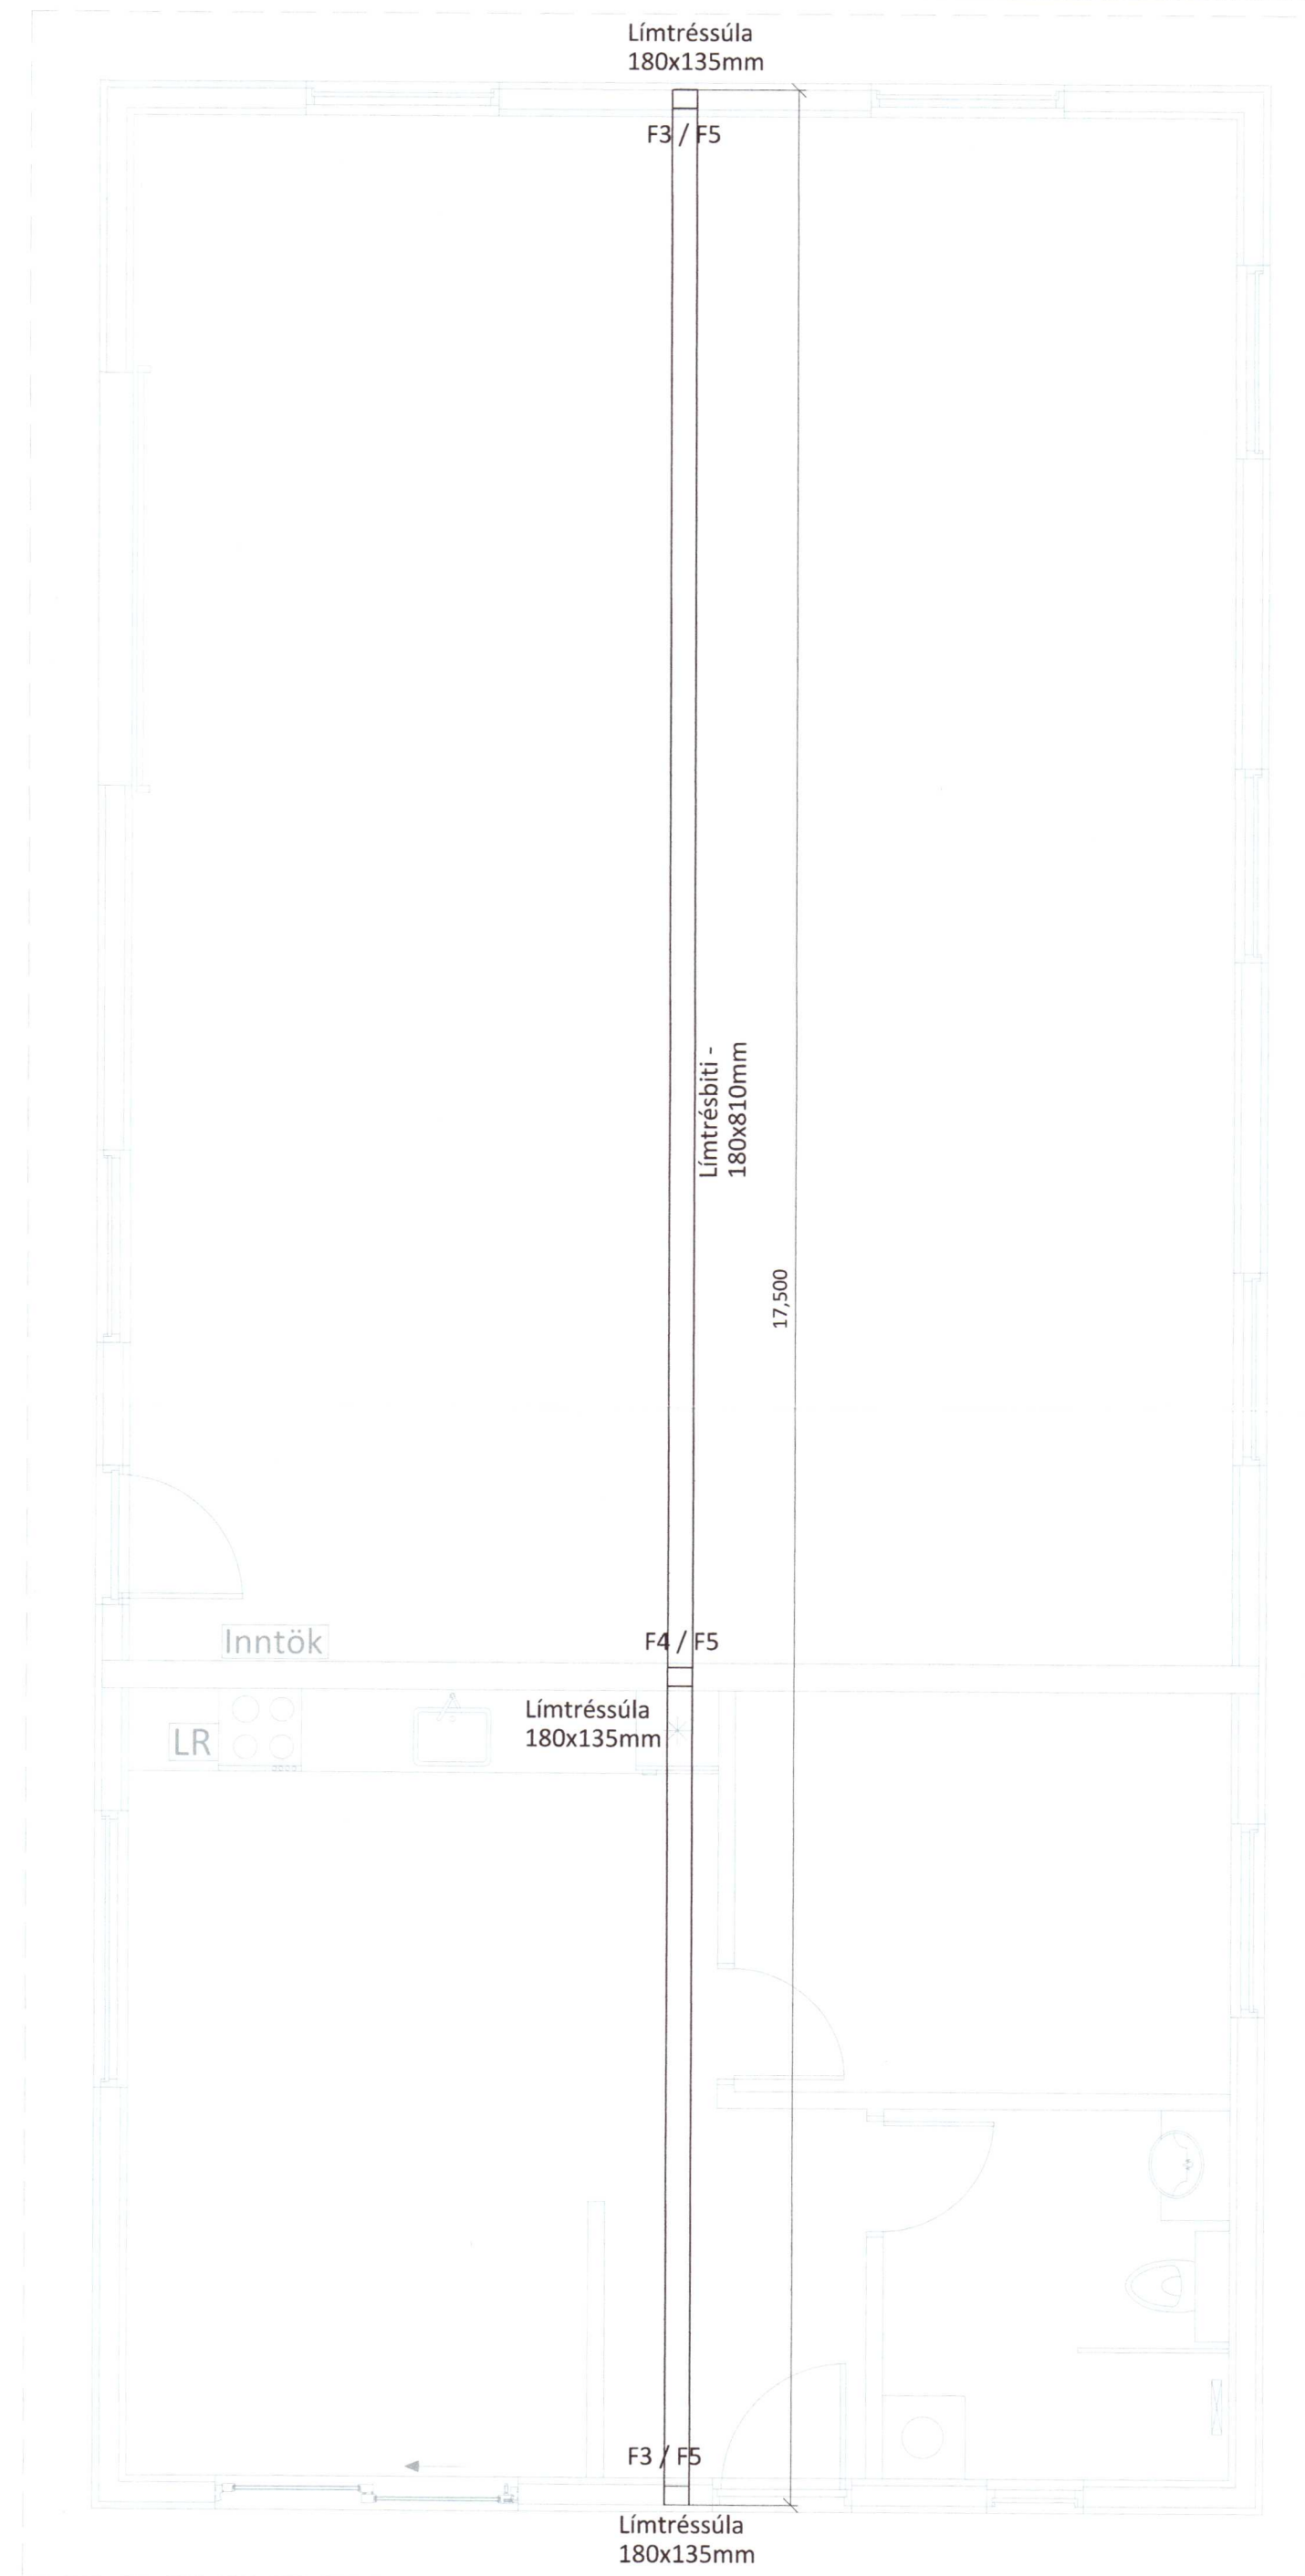 Límtréssúla
180x135mm
F3 / F5
Límtrésbiti -
180x810mm
17,500
Inntök
F4 / F5
LR
Límtréssúla
180x135mm
F3 / F5
Límtréssúla
180x135mm